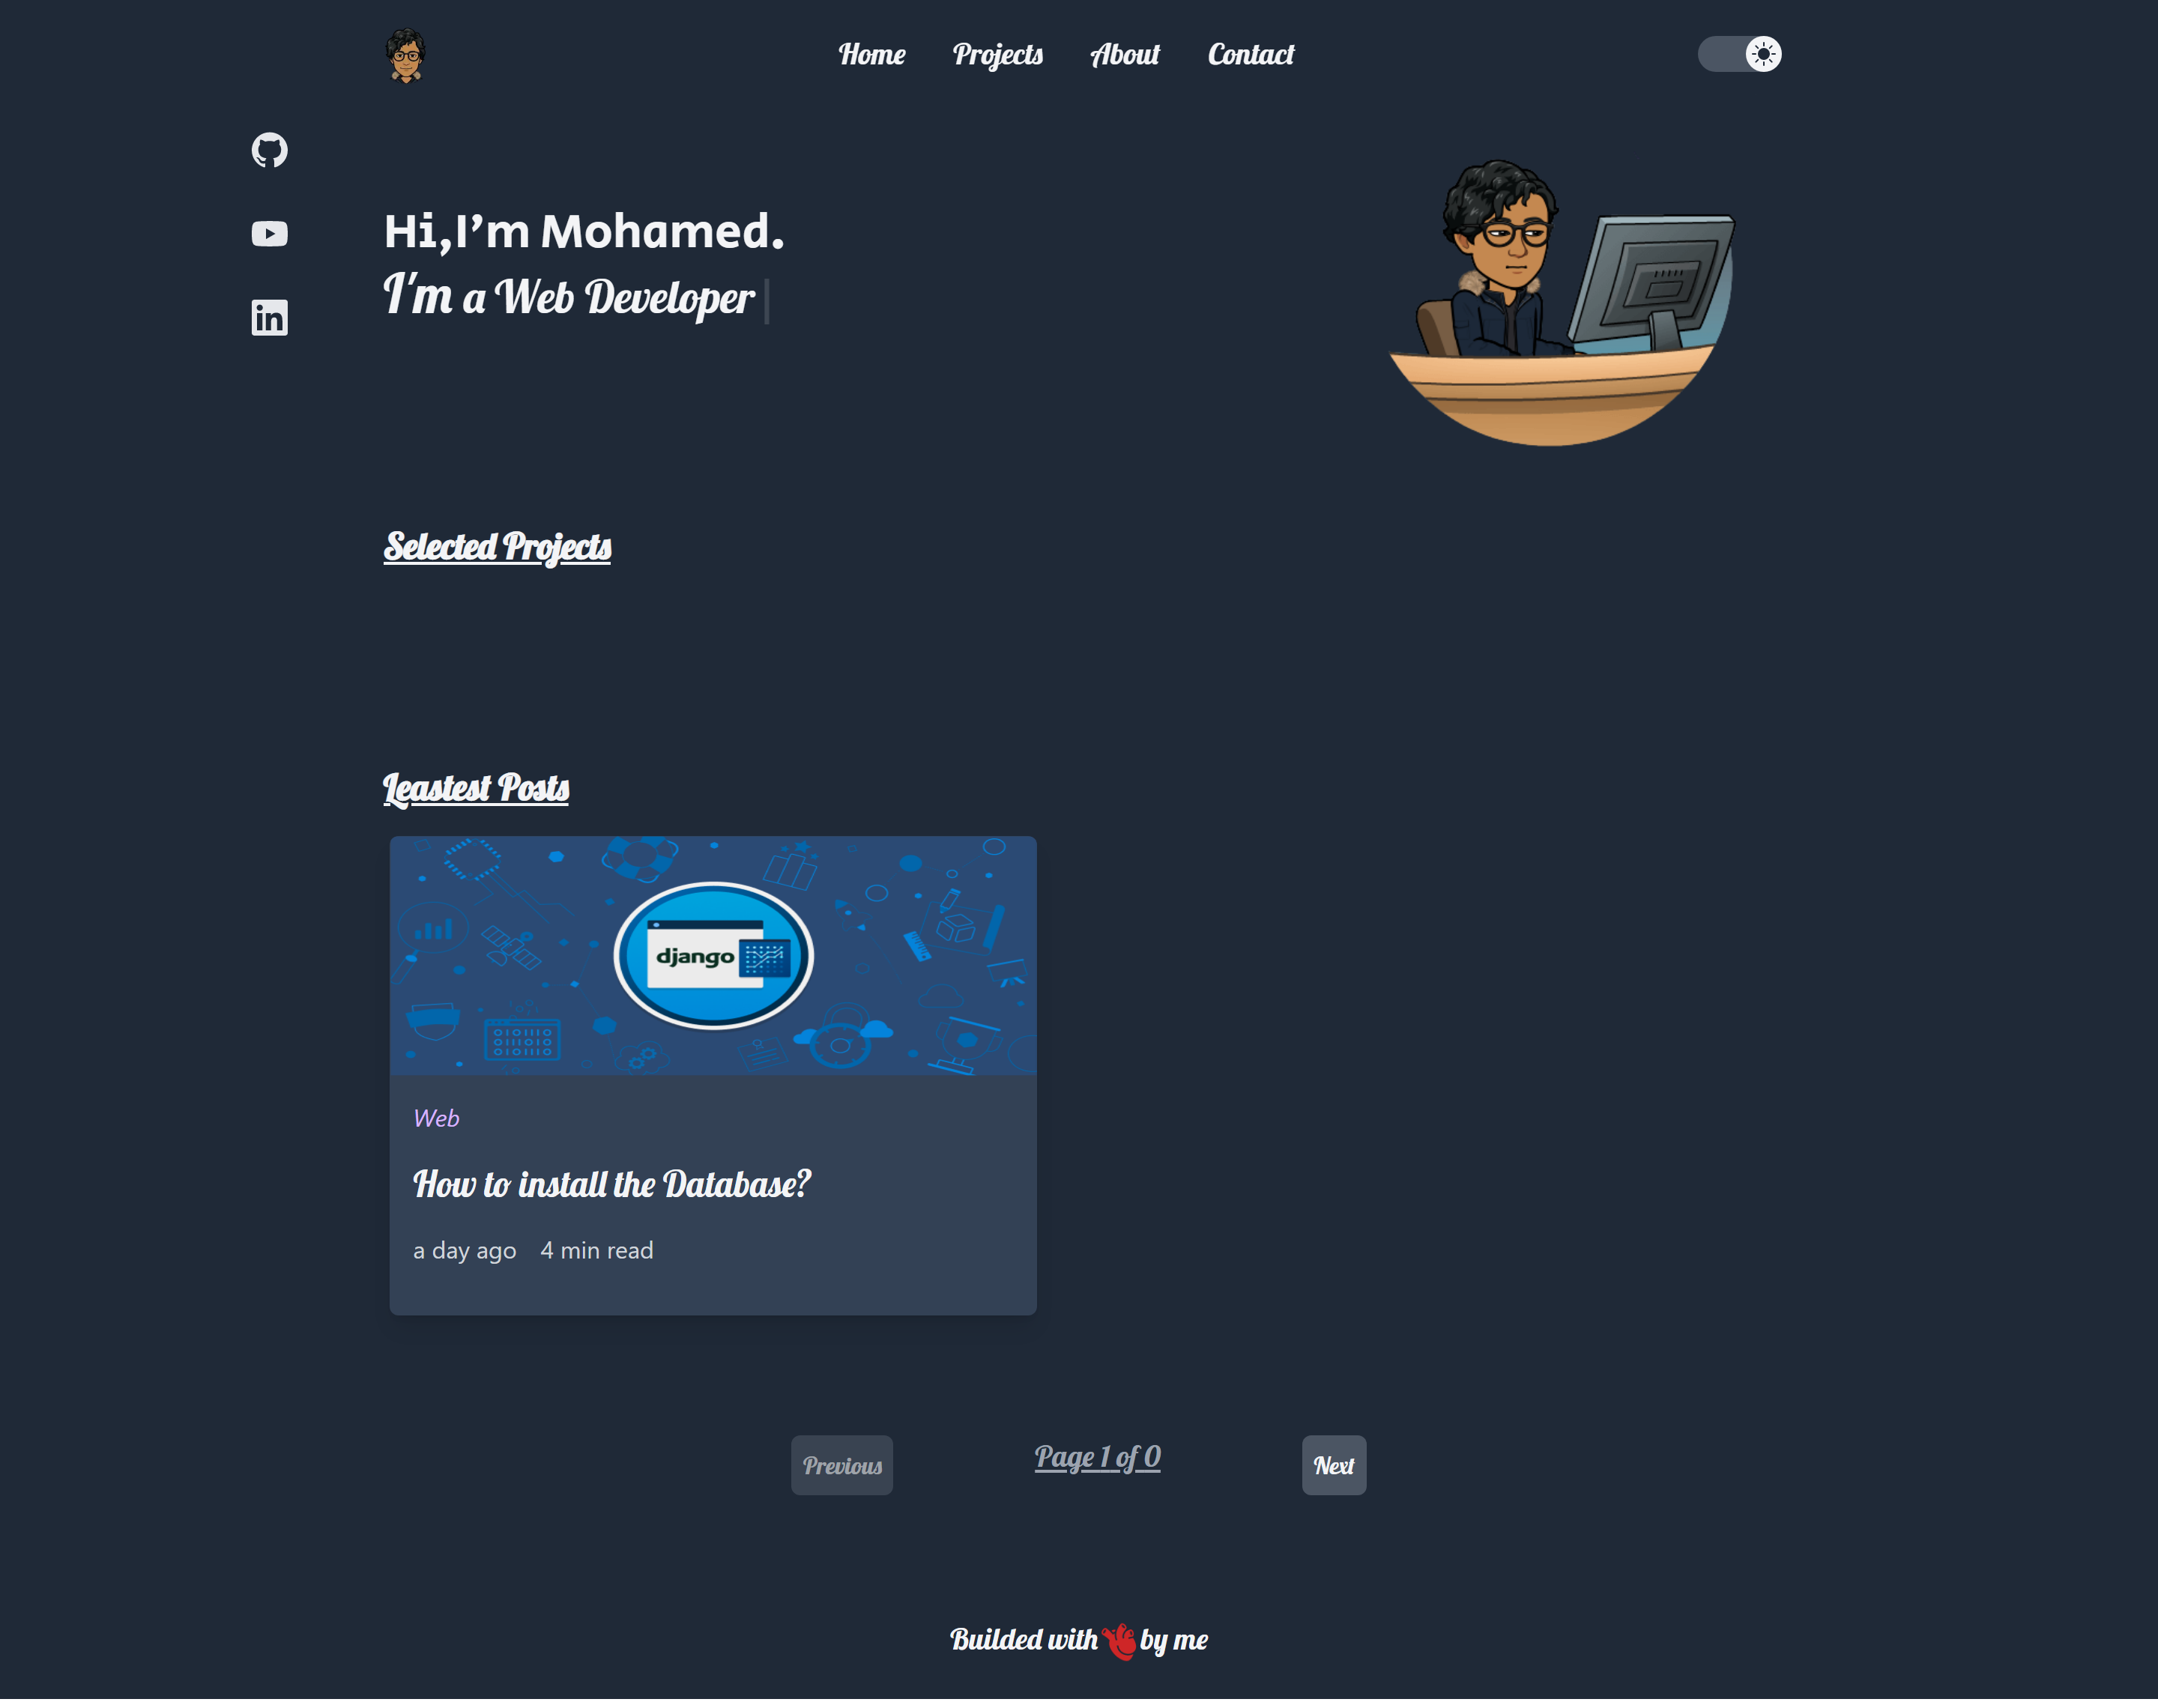 Home Projects About Contact
Hi,I'm Mohamed.
I'm a Web Developer
Selected Projects
Leastest Posts
django
Web
How to install the Database?
a day ago 4 min read
Previous Page 1 of 0 Next
Builded with by me